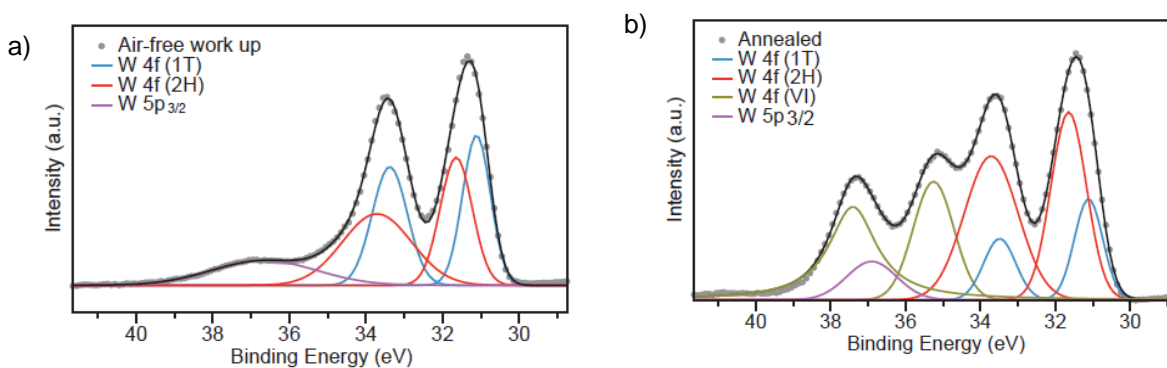 a)
Air-free work up
W 4f (1T)
W 4f (2H)
W 5p3/2
Intensity (a.u.)
40 38 36 34 32 30
Binding Energy (eV)
b)
Annealed
W 4f (1T)
W 4f (2H)
W 4f (VI)
W 5p3/2
Intensity (a.u.)
40 38 36 34 32 30
Binding Energy (eV)